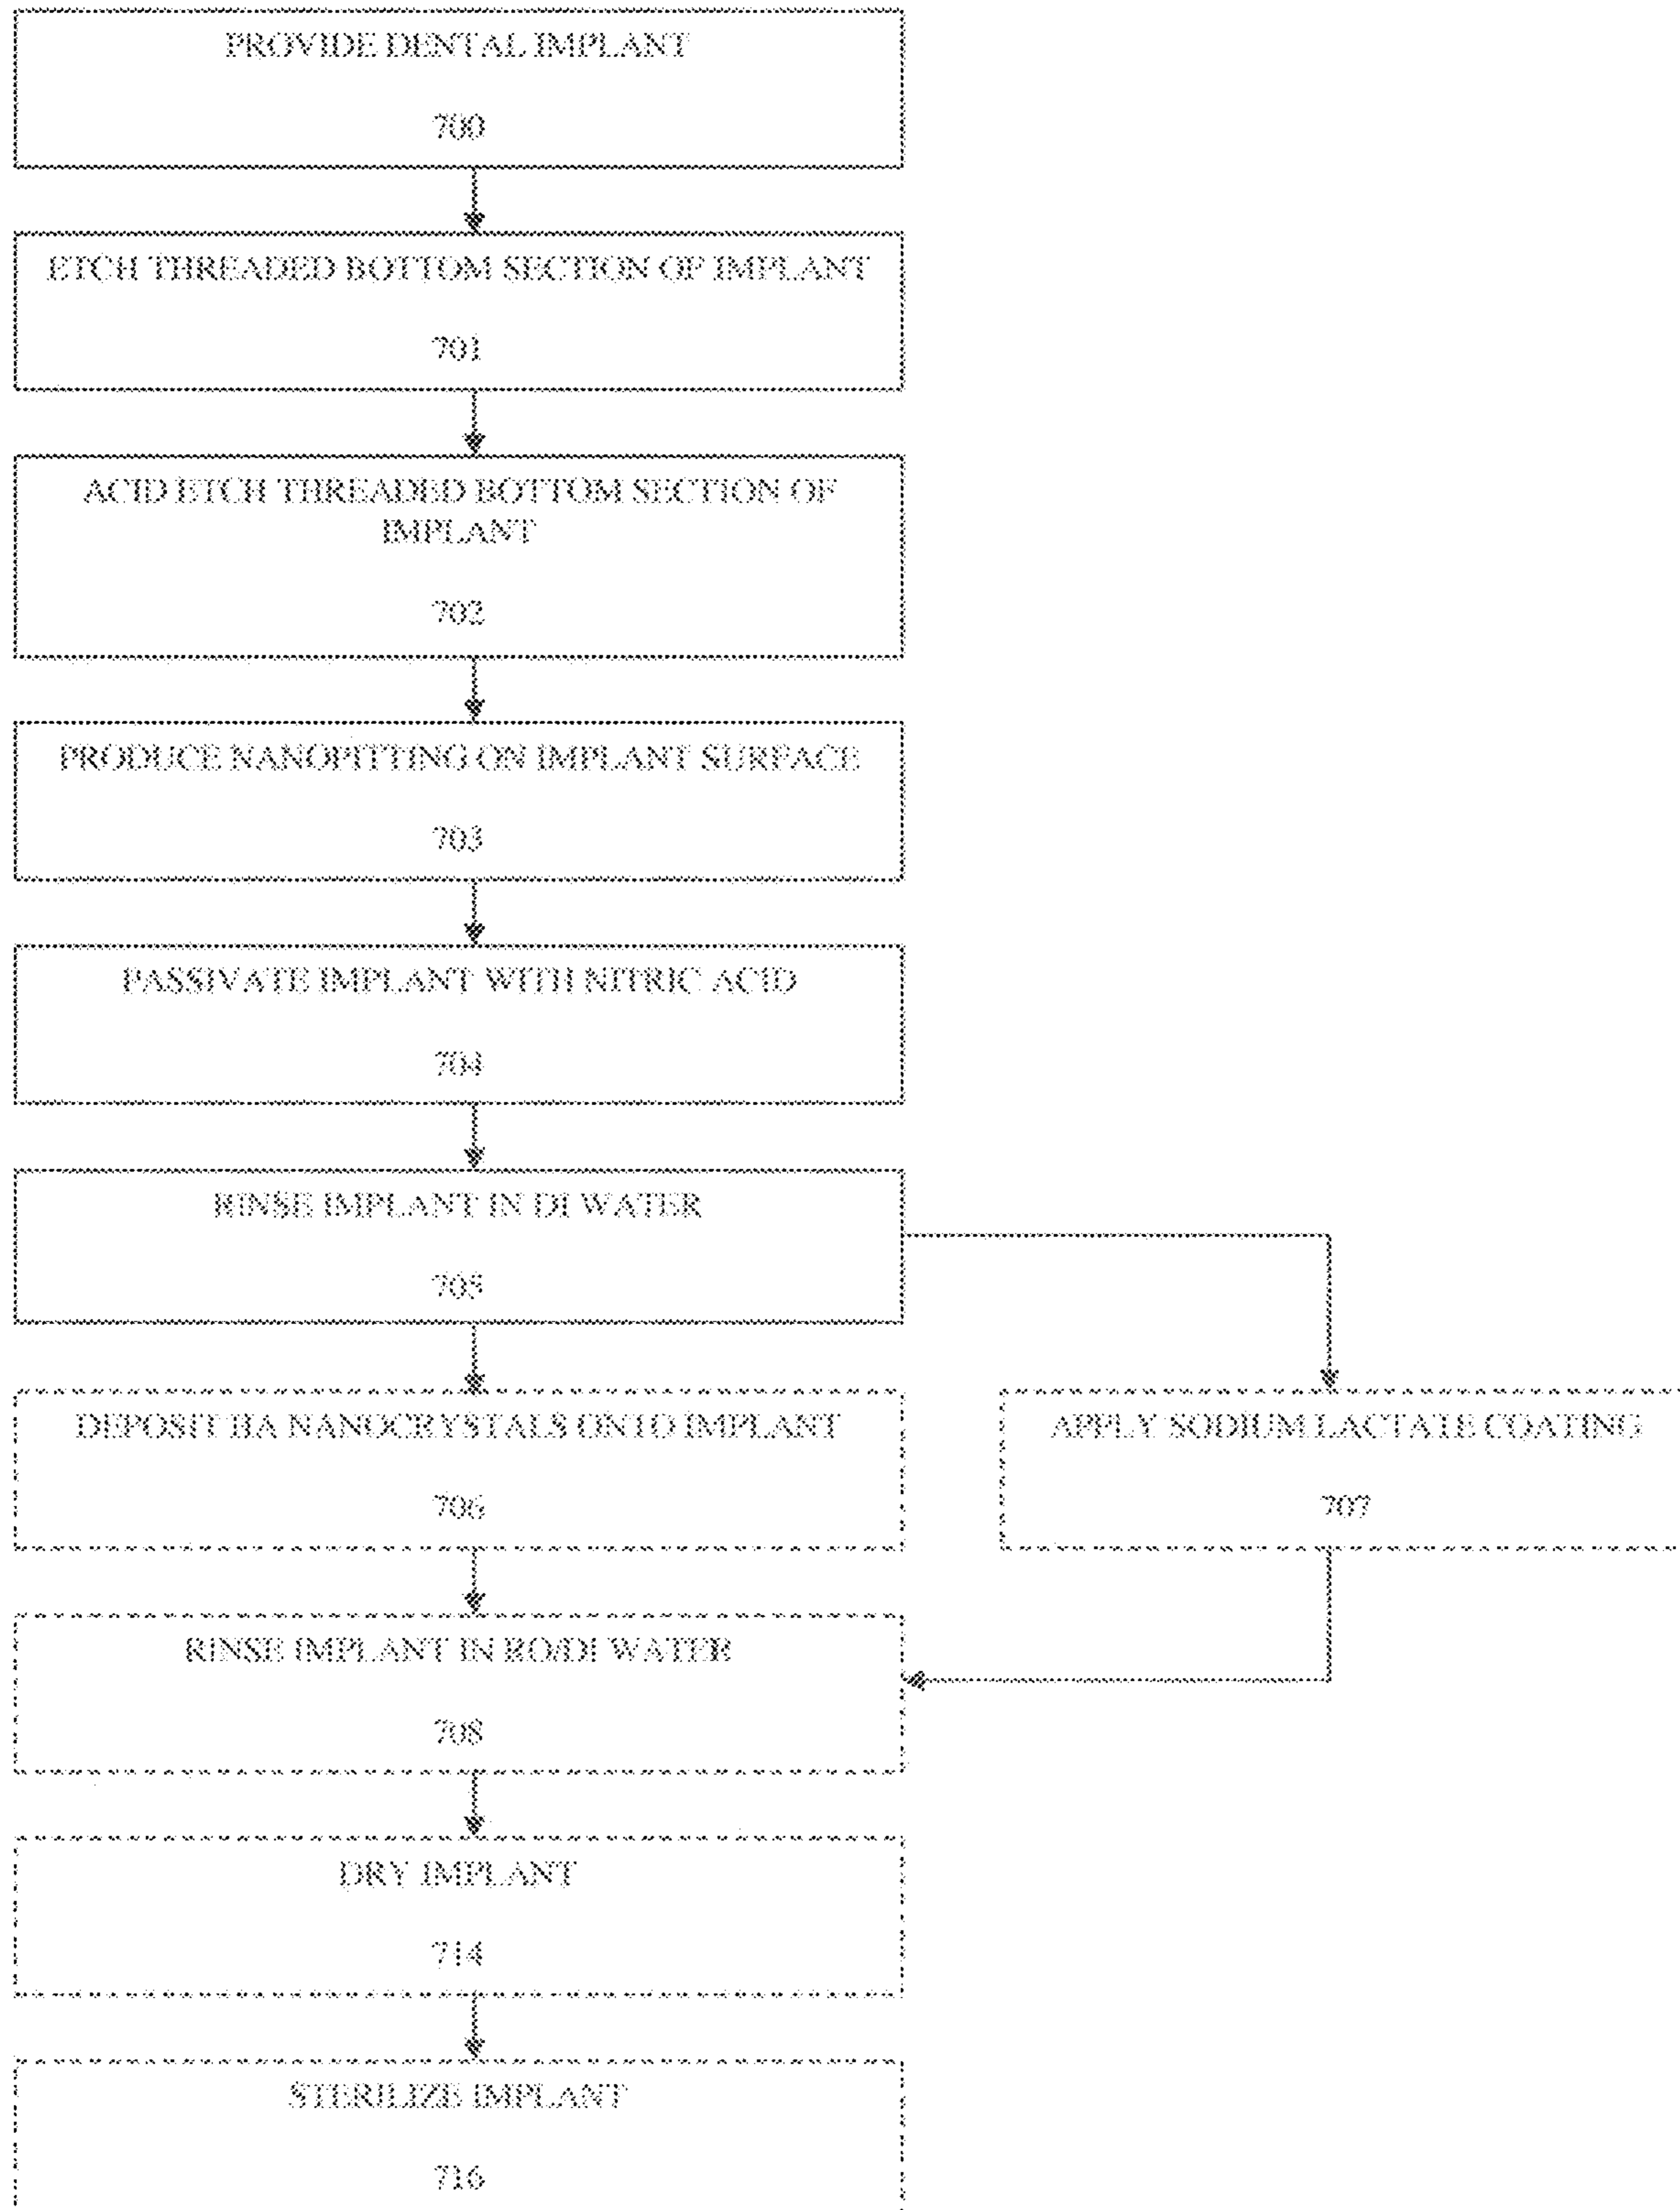 PROVIDE DENTAL IMPLANT
700
ETCH THREADED BOTTOM SECTION OF IMPLANT
701
ACID ETCH THREADED BOTTOM SECTION OF
IMPLANT
702
PRODUCE NANOPITTING ON IMPLANT SURFACE
703
PASSIVATE IMPLANT WITH NITRIC ACID
704
RINSE IMPLANT IN DI WATER
705
DEPOSIT HA NANOCRYSTALS ONTO IMPLANT
706
APPLY SODIUM LACTATE COATING
707
RINSE IMPLANT IN RO/DI WATER
708
DRY IMPLANT
714
STERILIZE IMPLANT
716